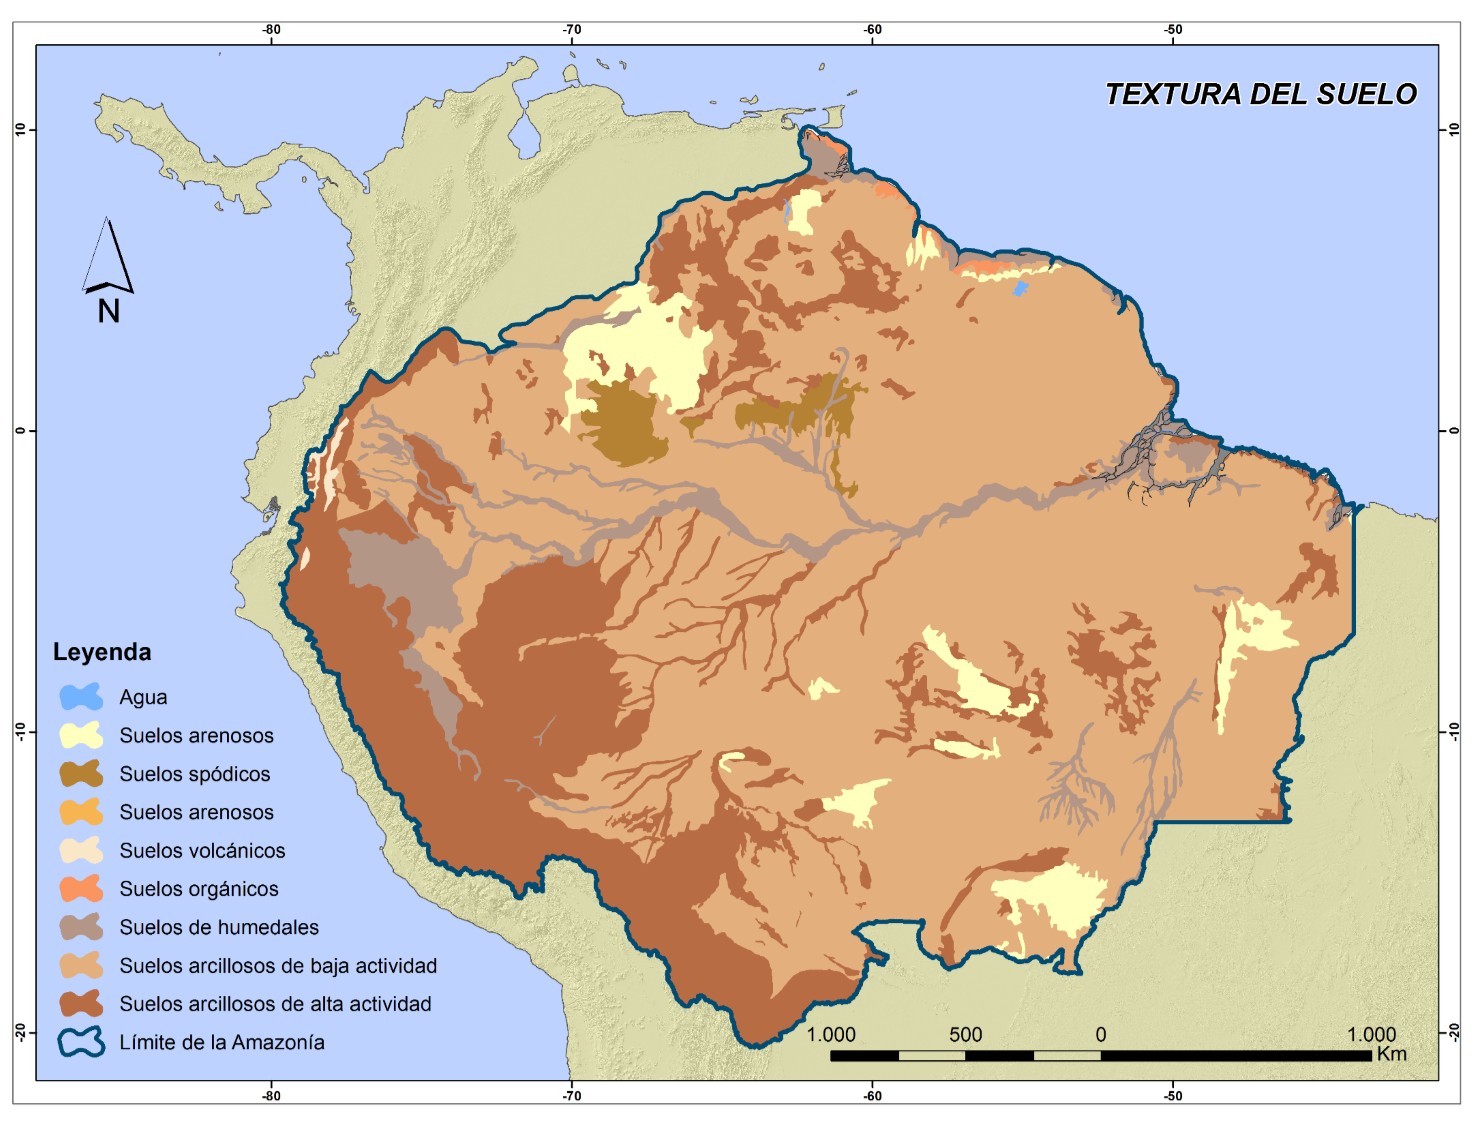 -80 -70 -60 -50
TEXTURA DEL SUELO
10 10
N
0 0
Leyenda
Agua
-10 -10
Suelos arenosos
Suelos spódicos
Suelos arenosos
Suelos volcánicos
Suelos orgánicos
Suelos de humedales
Suelos arcillosos de baja actividad
Suelos arcillosos de alta actividad
-20 -20
Límite de la Amazonía
1.000 500 0 1.000
Km
-80 -70 -60 -50